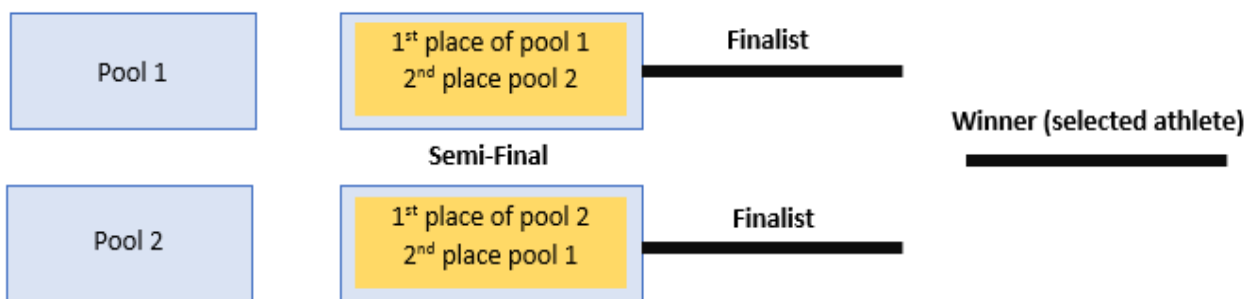 Pool 1
1st place of pool 1
2nd place pool 2
Finalist
Winner (selected athlete)
Semi-Final
Pool 2
1st place of pool 2
2nd place pool 1
Finalist